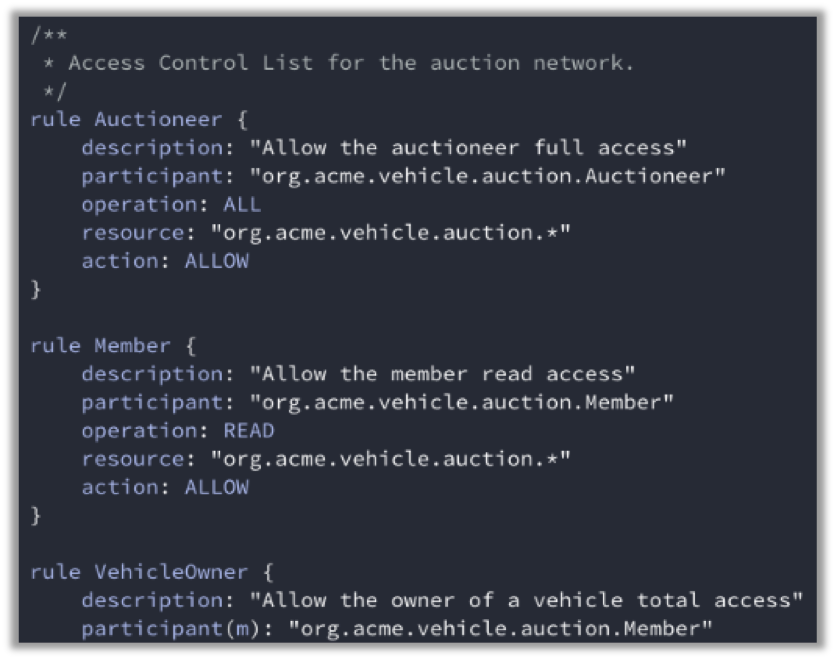 /**
 * Access Control List for the auction network.
 */
rule Auctioneer {
    description: "Allow the auctioneer full access"
    participant: "org.acme.vehicle.auction.Auctioneer"
    operation: ALL
    resource: "org.acme.vehicle.auction.*"
    action: ALLOW
}

rule Member {
    description: "Allow the member read access"
    participant: "org.acme.vehicle.auction.Member"
    operation: READ
    resource: "org.acme.vehicle.auction.*"
    action: ALLOW
}

rule VehicleOwner {
    description: "Allow the owner of a vehicle total access"
    participant(m): "org.acme.vehicle.auction.Member"